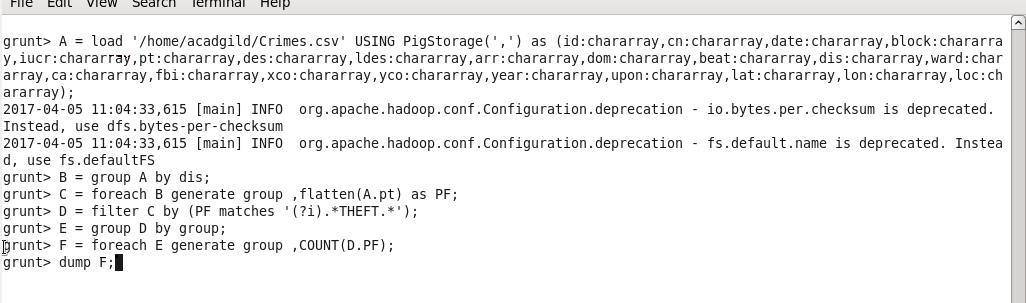 File Edit View Search Terminal Help
grunt> A = load '/home/acadgild/Crimes.csv' USING PigStorage(',') as (id:chararray,cn:chararray,date:chararray,block:chararra
y,iucr:chararray,pt:chararray,des:chararray,ldes:chararray,arr:chararray,dom:chararray,beat:chararray,dis:chararray,ward:char
array,ca:chararray,fbi:chararray,xco:chararray,yco:chararray,year:chararray,upon:chararray,lat:chararray,lon:chararray,loc:ch
ararray);
2017-04-05 11:04:33,615 [main] INFO  org.apache.hadoop.conf.Configuration.deprecation - io.bytes.per.checksum is deprecated.
Instead, use dfs.bytes-per-checksum
2017-04-05 11:04:33,615 [main] INFO  org.apache.hadoop.conf.Configuration.deprecation - fs.default.name is deprecated. Instea
d, use fs.defaultFS
grunt> B = group A by dis;
grunt> C = foreach B generate group ,flatten(A.pt) as PF;
grunt> D = filter C by (PF matches '(?i).*THEFT.*');
grunt> E = group D by group;
grunt> F = foreach E generate group ,COUNT(D.PF);
grunt> dump F;